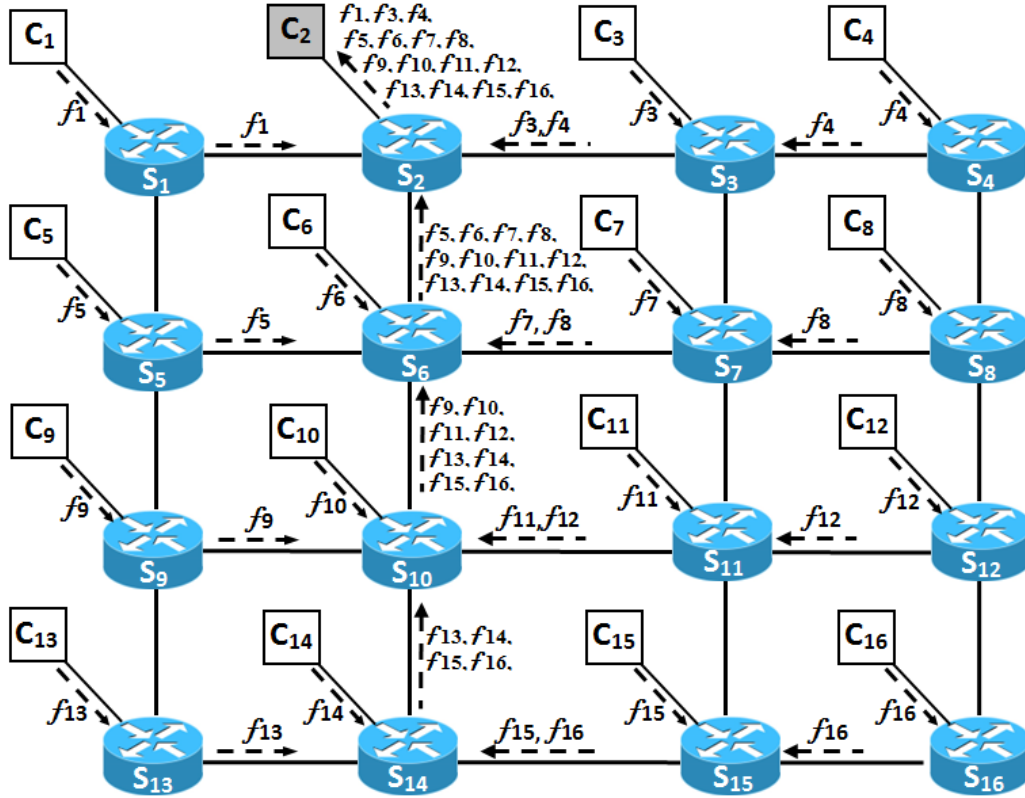 C₁
C₂
f1, f3, f4,
f5, f6, f7, f8,
f9, f10, f11, f12,
f13, f14, f15, f16,
C₃
C₄
f1
f1
f3, f4
f3
f4
f4
S₁
S₂
S₃
S₄
C₅
C₆
f5, f6, f7, f8,
f9, f10, f11, f12,
f13, f14, f15, f16,
C₇
C₈
f5
f5
f6
f7, f8
f7
f8
f8
S₅
S₆
S₇
S₈
C₉
C₁₀
f9, f10,
f11, f12,
f13, f14,
f15, f16,
C₁₁
C₁₂
f9
f9
f10
f11, f12
f11
f12
f12
S₉
S₁₀
S₁₁
S₁₂
C₁₃
C₁₄
f13, f14,
f15, f16,
C₁₅
C₁₆
f13
f13
f14
f15, f16
f15
f16
f16
S₁₃
S₁₄
S₁₅
S₁₆